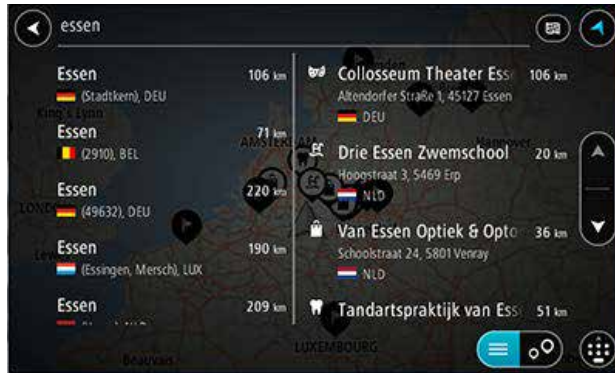 essen
Essen 106 km
(Stadtkern), DEU
Essen 71 km
(2910), BEL
Essen 220 km
(49632), DEU
Essen 190 km
(Essingen, Mersch), LUX
Essen 209 km
Collosseum Theater Ess 106 km
Altendorfer Straße 1, 45127 Essen
DEU
Drie Essen Zwemschool 20 km
Hoogstraat 3, 5469 Erp
NLD
Van Essen Optiek & Opto 36 km
Schoolstraat 24, 5801 Venray
NLD
Tandartspraktijk van Ess 51 km
King's Lynn
AMSTERDAM
Hannover
LUXEMBOURG
Beauvais